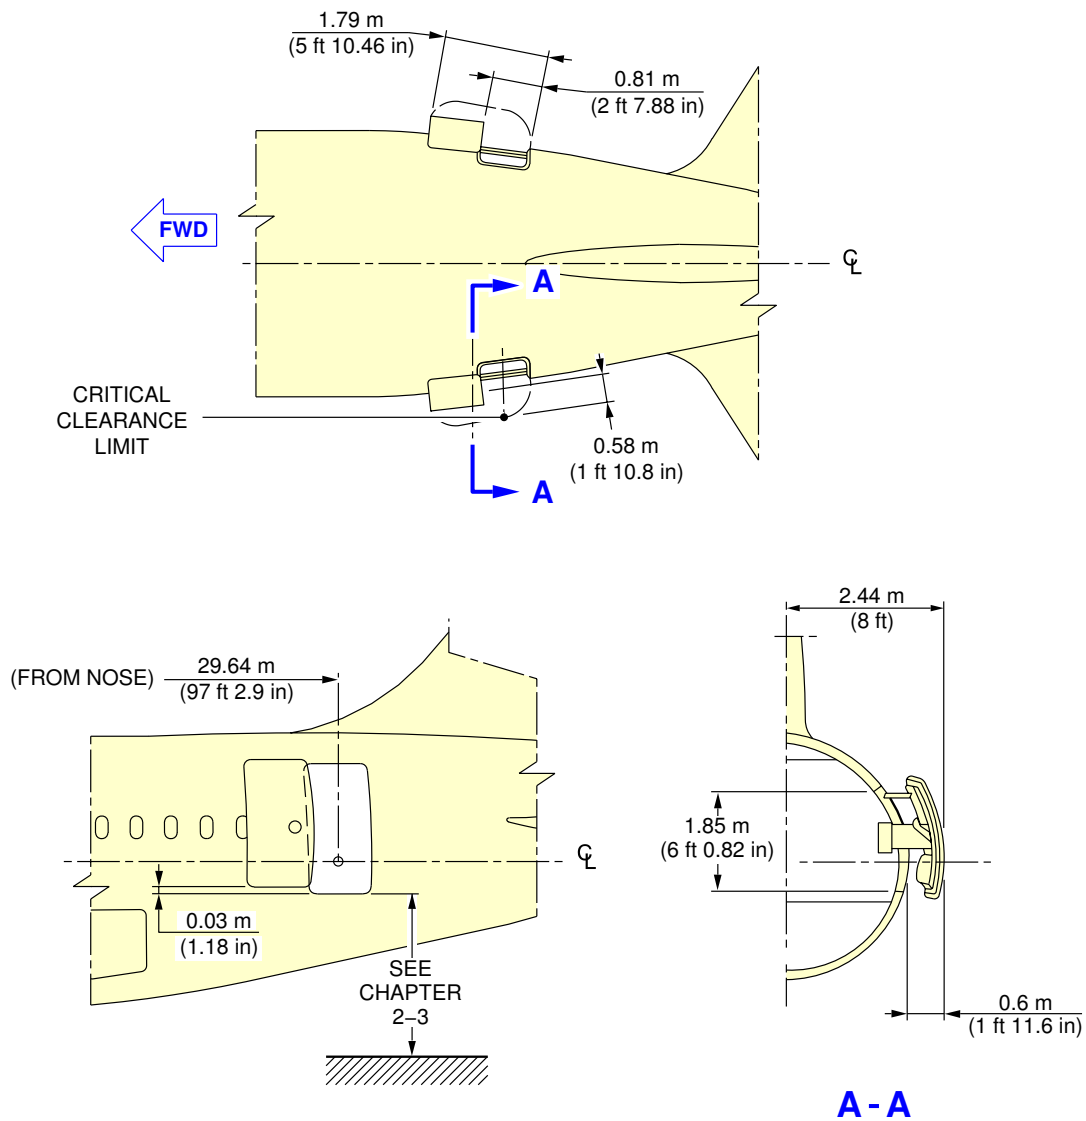 1.79 m
(5 ft 10.46 in)
0.81 m
(2 ft 7.88 in)
FWD
℄
A
CRITICAL
CLEARANCE
LIMIT
0.58 m
(1 ft 10.8 in)
A
2.44 m
(8 ft)
(FROM NOSE)
29.64 m
(97 ft 2.9 in)
1.85 m
(6 ft 0.82 in)
℄
0.03 m
(1.18 in)
SEE
CHAPTER
2–3
0.6 m
(1 ft 11.6 in)
A - A